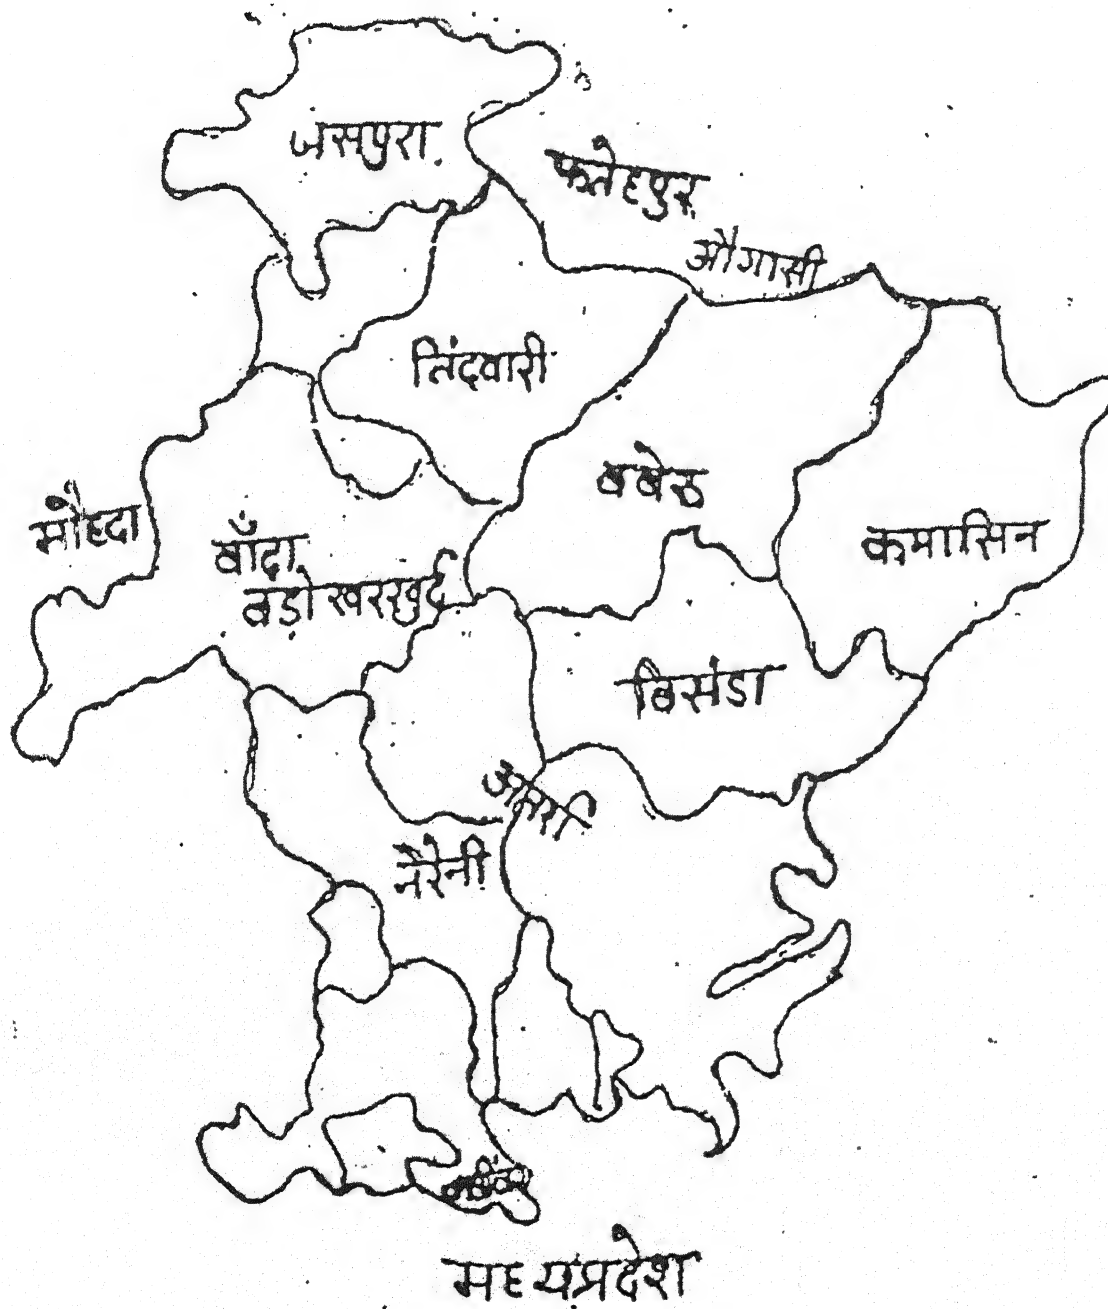 जसपुरा
फतेहपुर
औगासी
तिंदवारी
बबेरु
मौहदा
कमासिन
बाँदा
बड़ोखरखुर्द
बिसंडा
अतर्रा
नरैनी
मध्यप्रदेश